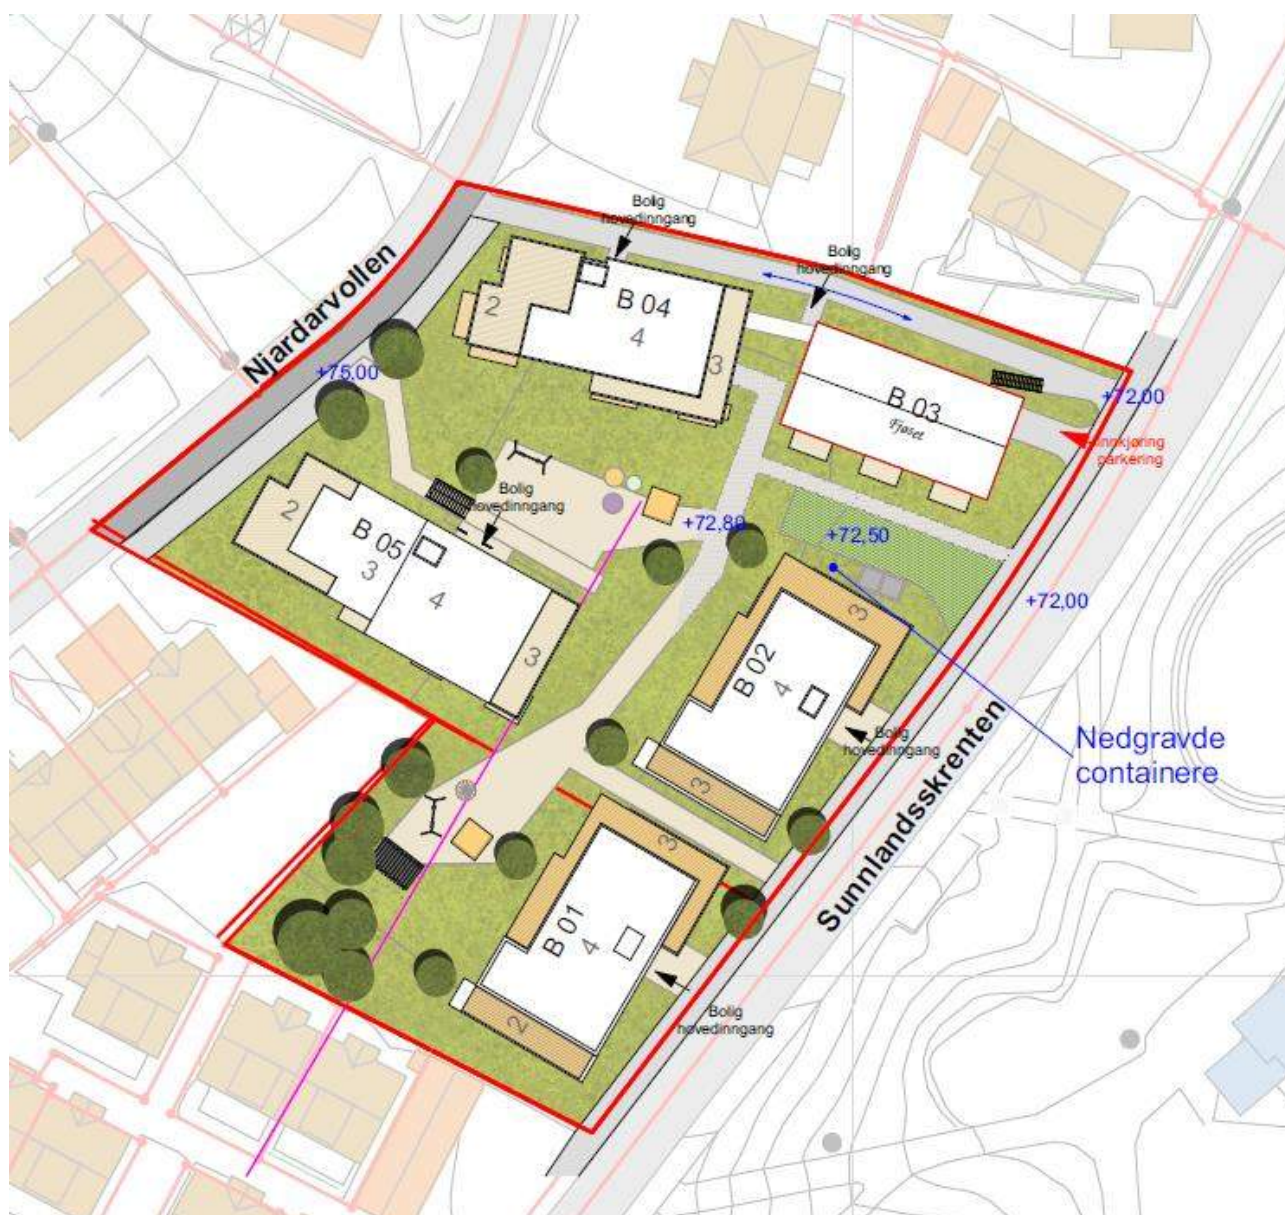 Bolig
hovedinngang
Bolig
hovedinngang
Njardarvollen
2
B 04
4
3
+75,00
B 03
Fjøset
+72,00
innkjøring
parkering
Bolig
hovedinngang
2
B 05
3
4
3
+72,80
+72,50
+72,00
3
B 02
4
3
Bolig
hovedinngang
Nedgravde
containere
Sunnlandsskrenten
3
B 01
4
2
Bolig
hovedinngang